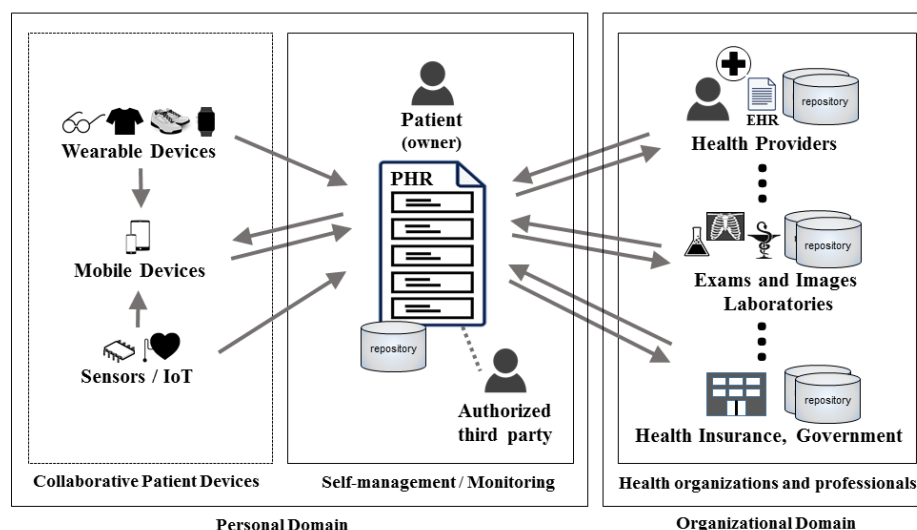 Wearable Devices
Mobile Devices
Sensors / IoT
Collaborative Patient Devices
Patient
(owner)
PHR
repository
Authorized
third party
Self-management / Monitoring
Personal Domain
EHR
repository
Health Providers
repository
Exams and Images
Laboratories
repository
Health Insurance, Government
Health organizations and professionals
Organizational Domain